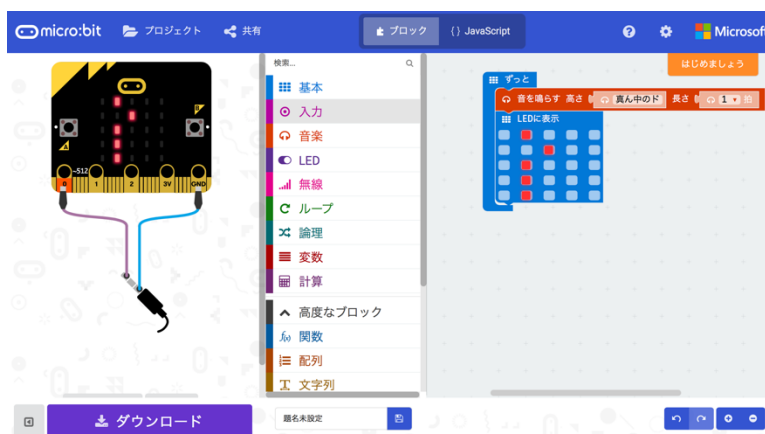 micro:bit プロジェクト 共有 ブロック {} JavaScript Microsoft
はじめましょう
検索...
基本
入力
音楽
LED
無線
ループ
論理
変数
計算
高度なブロック
f(x) 関数
配列
文字列
ずっと
音を鳴らす 高さ 真ん中のド 長さ 1 拍
LEDに表示
A
B
~512
0 1 2 3V GND
ダウンロード
題名未設定